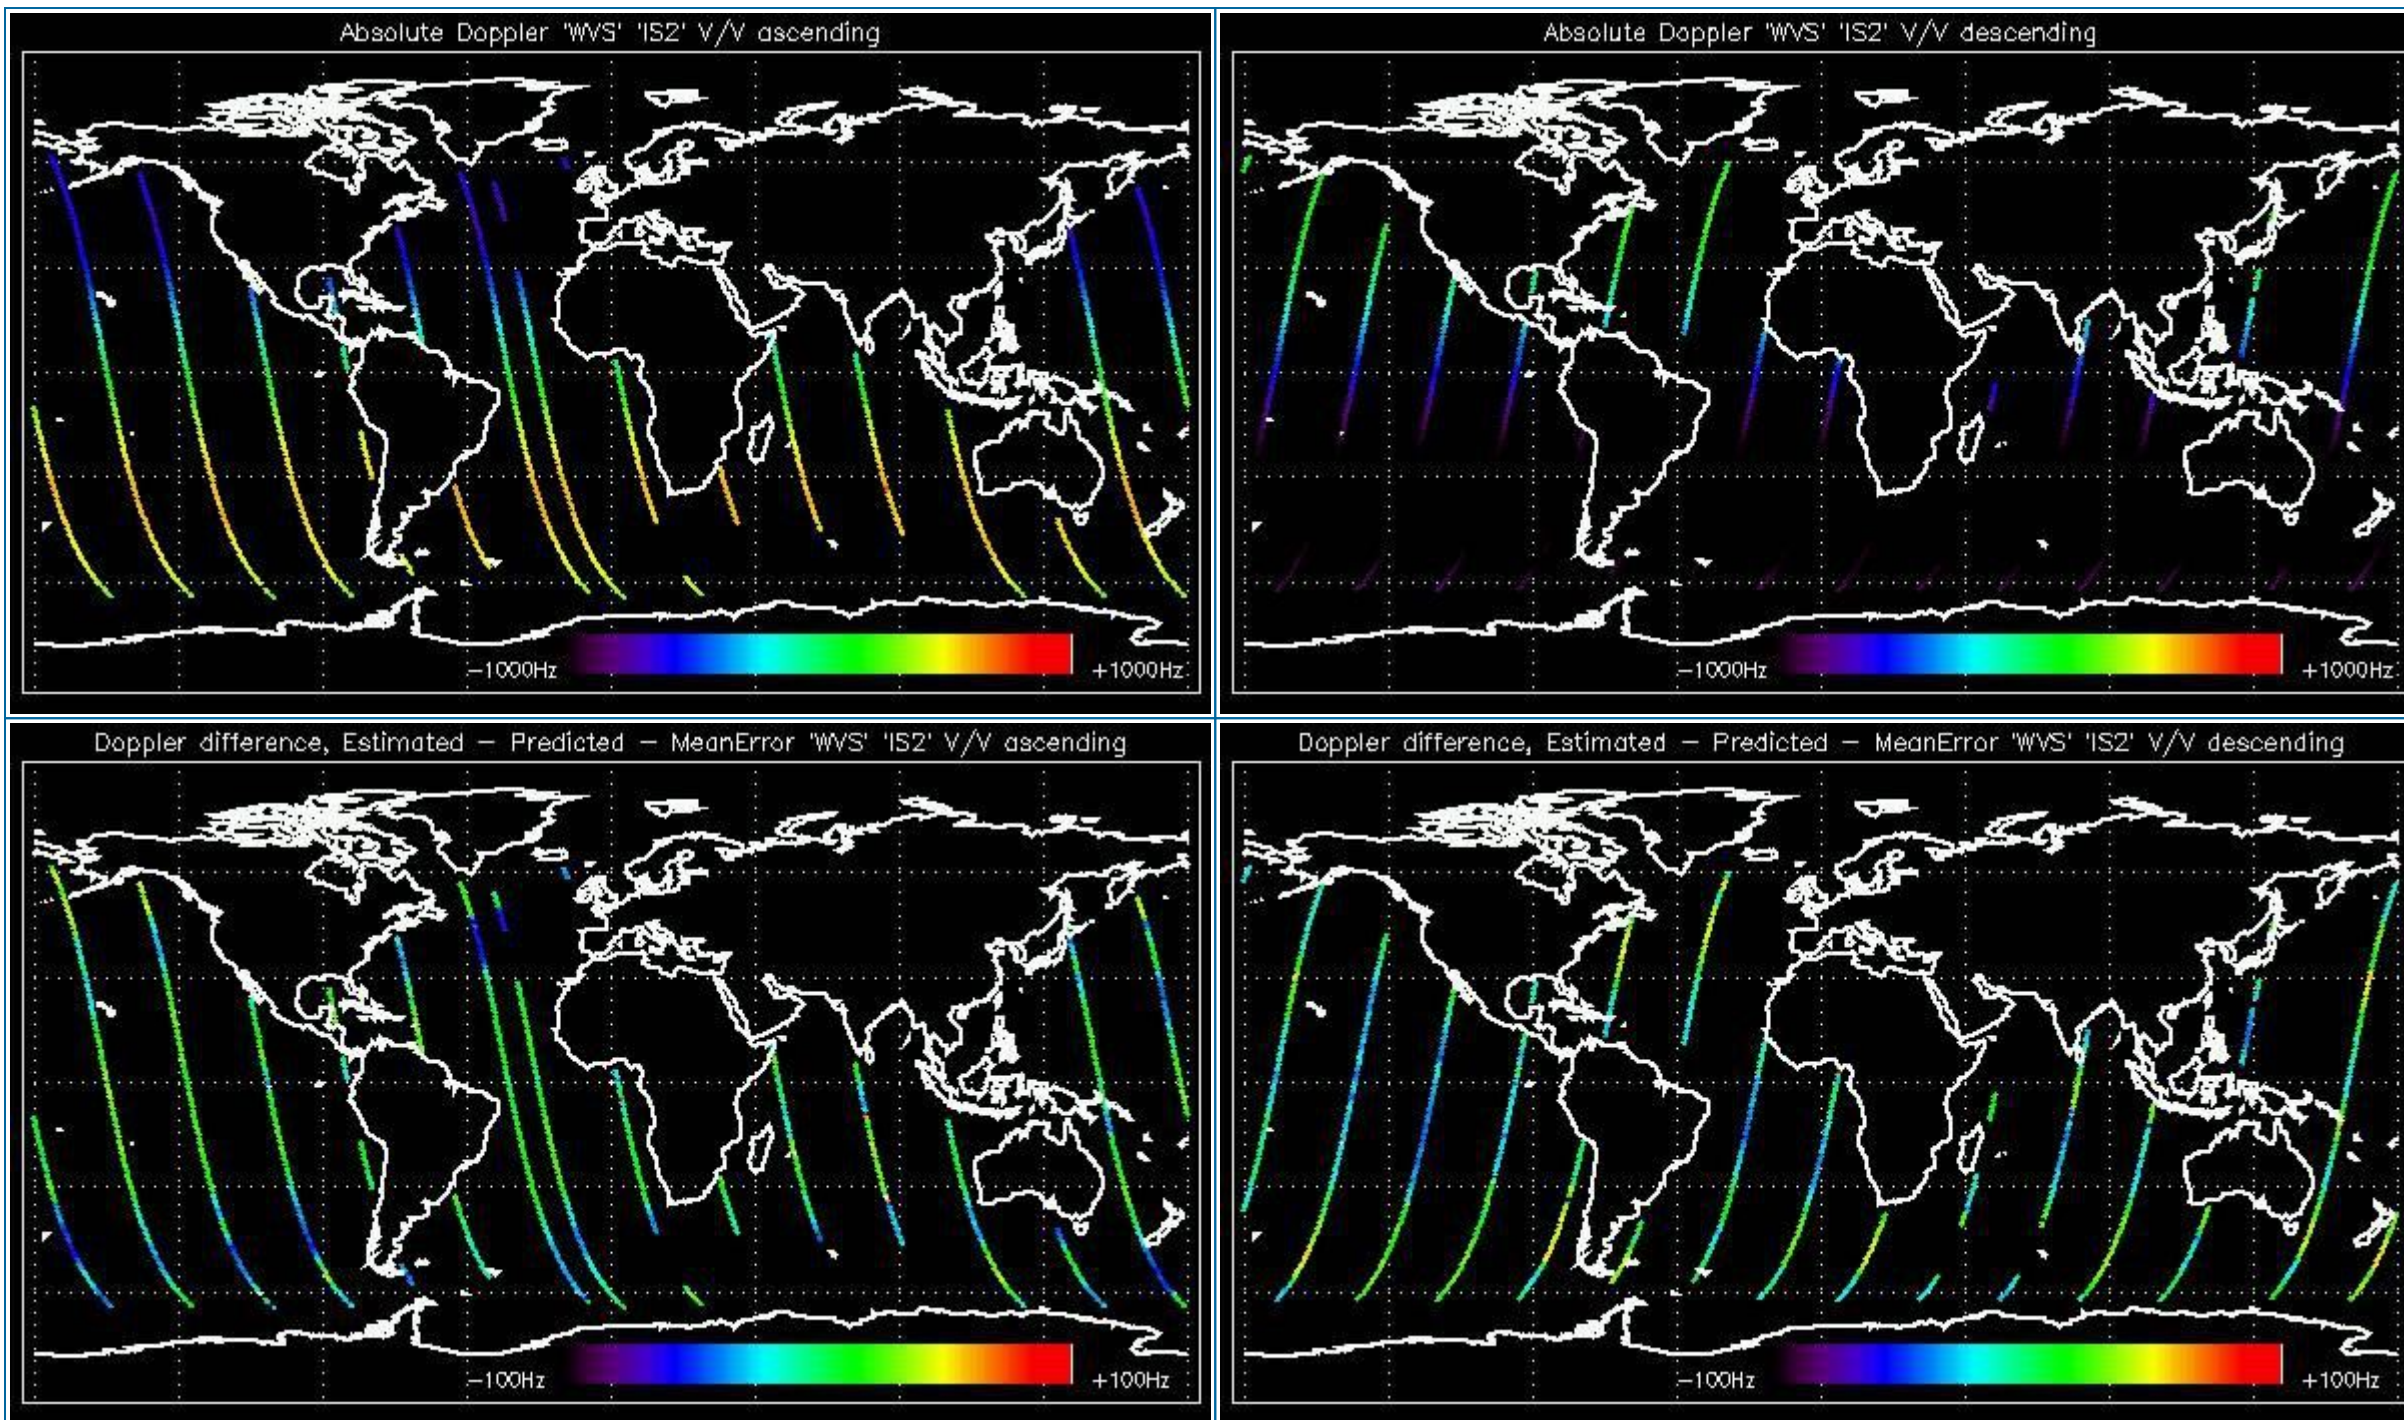 Absolute Doppler 'WVS' 'IS2' V/V ascending
-1000Hz
+1000Hz
Absolute Doppler 'WVS' 'IS2' V/V descending
-1000Hz
+1000Hz
Doppler difference, Estimated - Predicted - MeanError 'WVS' 'IS2' V/V ascending
-100Hz
+100Hz
Doppler difference, Estimated - Predicted - MeanError 'WVS' 'IS2' V/V descending
-100Hz
+100Hz